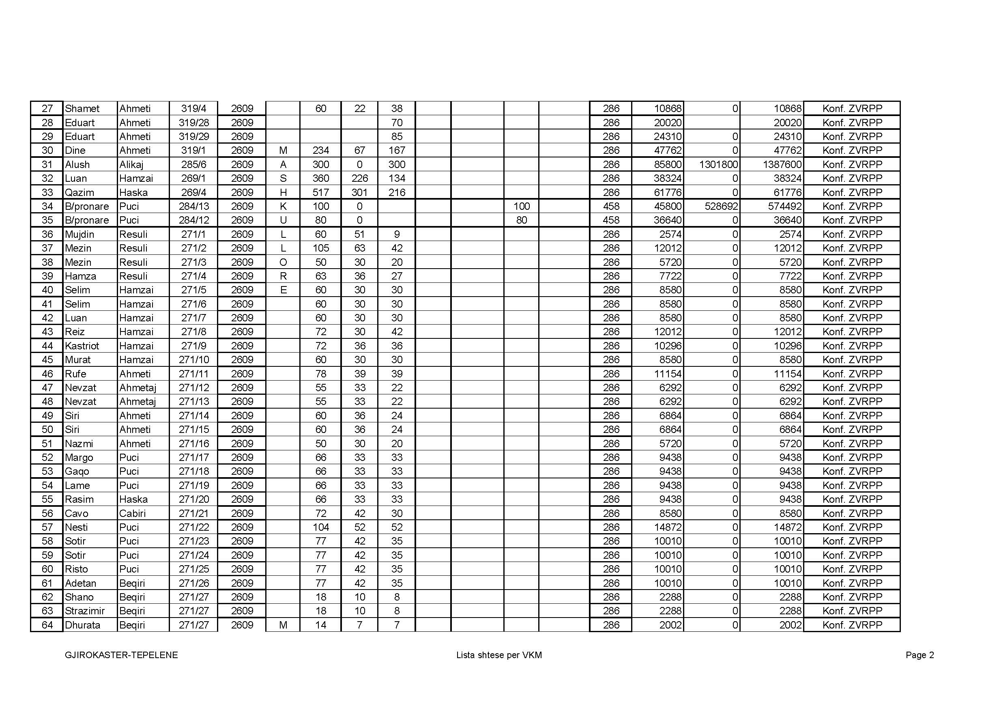 27 Shamet Ahmeti 319/4 2609 60 22 38 286 10868 0 10868 Konf. ZVRPP
28 Eduart Ahmeti 319/28 2609 70 286 20020 20020 Konf. ZVRPP
29 Eduart Ahmeti 319/29 2609 85 286 24310 0 24310 Konf. ZVRPP
30 Dine Ahmeti 319/1 2609 M 234 67 167 286 47762 0 47762 Konf. ZVRPP
31 Alush Alikaj 285/6 2609 A 300 0 300 286 85800 1301800 1387600 Konf. ZVRPP
32 Luan Hamzai 269/1 2609 S 360 226 134 286 38324 0 38324 Konf. ZVRPP
33 Qazim Haska 269/4 2609 H 517 301 216 286 61776 0 61776 Konf. ZVRPP
34 B/pronare Puci 284/13 2609 K 100 0 100 458 45800 528692 574492 Konf. ZVRPP
35 B/pronare Puci 284/12 2609 U 80 0 80 458 36640 0 36640 Konf. ZVRPP
36 Mujdin Resuli 271/1 2609 L 60 51 9 286 2574 0 2574 Konf. ZVRPP
37 Mezin Resuli 271/2 2609 L 105 63 42 286 12012 0 12012 Konf. ZVRPP
38 Mezin Resuli 271/3 2609 O 50 30 20 286 5720 0 5720 Konf. ZVRPP
39 Hamza Resuli 271/4 2609 R 63 36 27 286 7722 0 7722 Konf. ZVRPP
40 Selim Hamzai 271/5 2609 E 60 30 30 286 8580 0 8580 Konf. ZVRPP
41 Selim Hamzai 271/6 2609 60 30 30 286 8580 0 8580 Konf. ZVRPP
42 Luan Hamzai 271/7 2609 60 30 30 286 8580 0 8580 Konf. ZVRPP
43 Reiz Hamzai 271/8 2609 72 30 42 286 12012 0 12012 Konf. ZVRPP
44 Kastriot Hamzai 271/9 2609 72 36 36 286 10296 0 10296 Konf. ZVRPP
45 Murat Hamzai 271/10 2609 60 30 30 286 8580 0 8580 Konf. ZVRPP
46 Rufe Ahmeti 271/11 2609 78 39 39 286 11154 0 11154 Konf. ZVRPP
47 Nevzat Ahmetaj 271/12 2609 55 33 22 286 6292 0 6292 Konf. ZVRPP
48 Nevzat Ahmetaj 271/13 2609 55 33 22 286 6292 0 6292 Konf. ZVRPP
49 Siri Ahmeti 271/14 2609 60 36 24 286 6864 0 6864 Konf. ZVRPP
50 Siri Ahmeti 271/15 2609 60 36 24 286 6864 0 6864 Konf. ZVRPP
51 Nazmi Ahmeti 271/16 2609 50 30 20 286 5720 0 5720 Konf. ZVRPP
52 Margo Puci 271/17 2609 66 33 33 286 9438 0 9438 Konf. ZVRPP
53 Gaqo Puci 271/18 2609 66 33 33 286 9438 0 9438 Konf. ZVRPP
54 Lame Puci 271/19 2609 66 33 33 286 9438 0 9438 Konf. ZVRPP
55 Rasim Haska 271/20 2609 66 33 33 286 9438 0 9438 Konf. ZVRPP
56 Cavo Cabiri 271/21 2609 72 42 30 286 8580 0 8580 Konf. ZVRPP
57 Nesti Puci 271/22 2609 104 52 52 286 14872 0 14872 Konf. ZVRPP
58 Sotir Puci 271/23 2609 77 42 35 286 10010 0 10010 Konf. ZVRPP
59 Sotir Puci 271/24 2609 77 42 35 286 10010 0 10010 Konf. ZVRPP
60 Risto Puci 271/25 2609 77 42 35 286 10010 0 10010 Konf. ZVRPP
61 Adetan Beqiri 271/26 2609 77 42 35 286 10010 0 10010 Konf. ZVRPP
62 Shano Beqiri 271/27 2609 18 10 8 286 2288 0 2288 Konf. ZVRPP
63 Strazimir Beqiri 271/27 2609 18 10 8 286 2288 0 2288 Konf. ZVRPP
64 Dhurata Beqiri 271/27 2609 M 14 7 7 286 2002 0 2002 Konf. ZVRPP
GJIROKASTER-TEPELENE Lista shtese per VKM Page 2